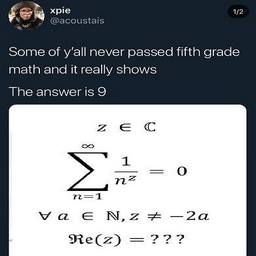 xpie
1/2
@acoustais
Some of y'all never passed fifth grade
math and it really shows
The answer is 9
z ∈ ℂ
∞
∑ 1/n^z = 0
n=1
∀ a ∈ ℕ, z ≠ −2a
ℜe(z) = ???